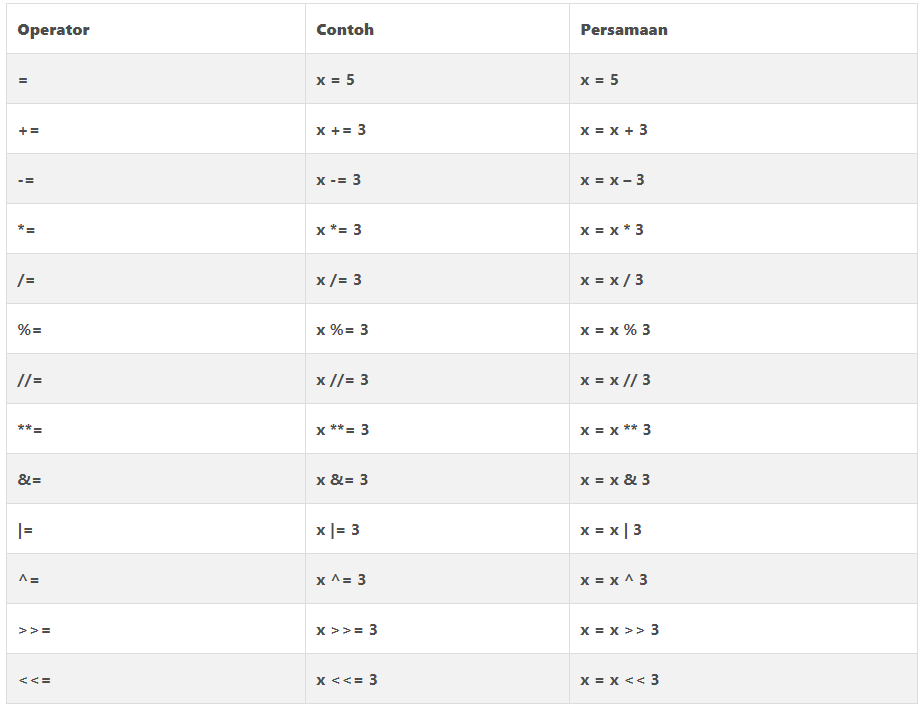 Operator Contoh Persamaan
= x = 5 x = 5
+= x += 3 x = x + 3
-= x -= 3 x = x – 3
*= x *= 3 x = x * 3
/= x /= 3 x = x / 3
%= x %= 3 x = x % 3
//= x //= 3 x = x // 3
**= x **= 3 x = x ** 3
&= x &= 3 x = x & 3
|= x |= 3 x = x | 3
^= x ^= 3 x = x ^ 3
>>= x >>= 3 x = x >> 3
<<= x <<= 3 x = x << 3